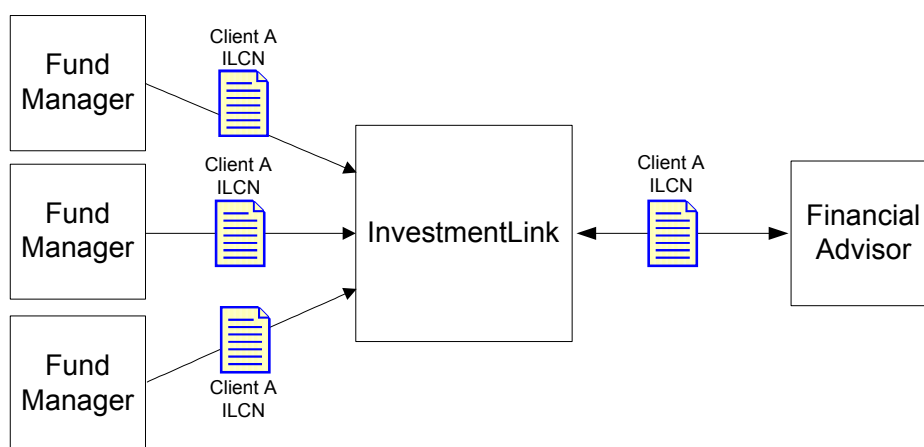 Client A
ILCN
Fund
Manager
Client A
ILCN
Fund
Manager
InvestmentLink
Client A
ILCN
Financial
Advisor
Fund
Manager
Client A
ILCN